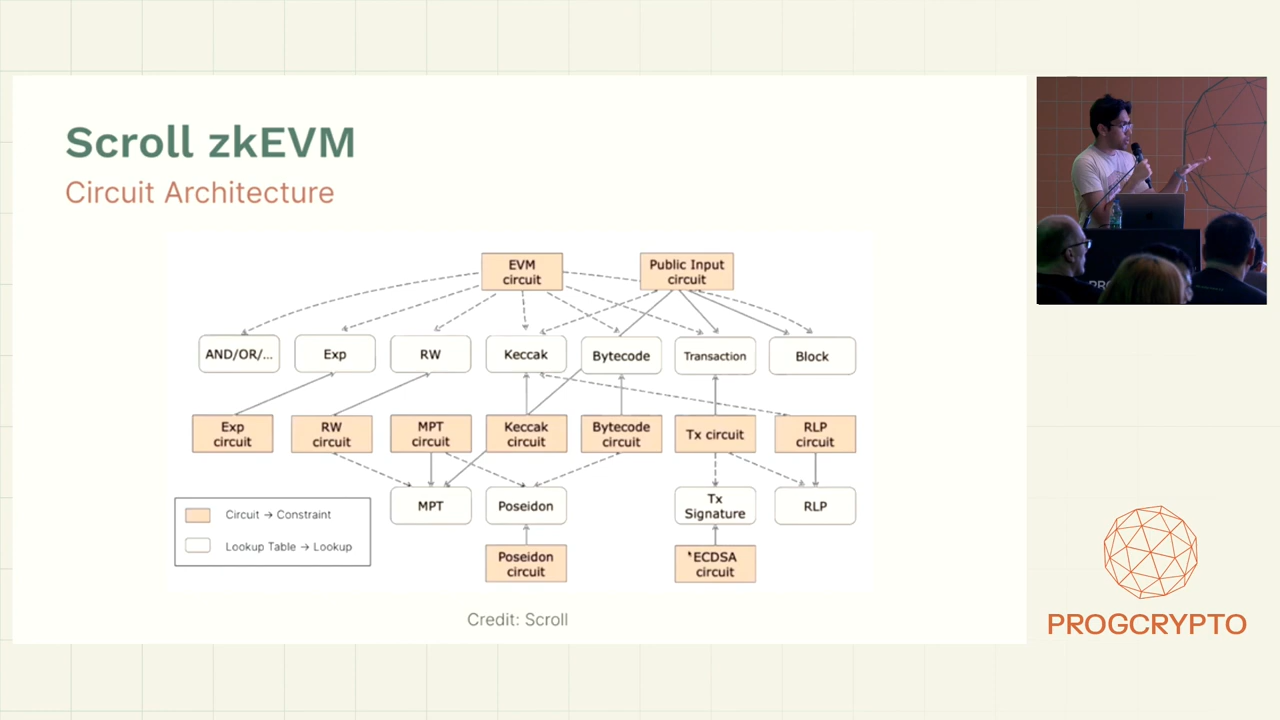 Scroll zkEVM
Circuit Architecture
EVM
circuit
Public Input
circuit
AND/OR/...
Exp
RW
Keccak
Bytecode
Transaction
Block
Exp
circuit
RW
circuit
MPT
circuit
Keccak
circuit
Bytecode
circuit
Tx circuit
RLP
circuit
MPT
Poseidon
Tx
Signature
RLP
Circuit → Constraint
Lookup Table → Lookup
Poseidon
circuit
ECDSA
circuit
Credit: Scroll
PROGCRYPTO